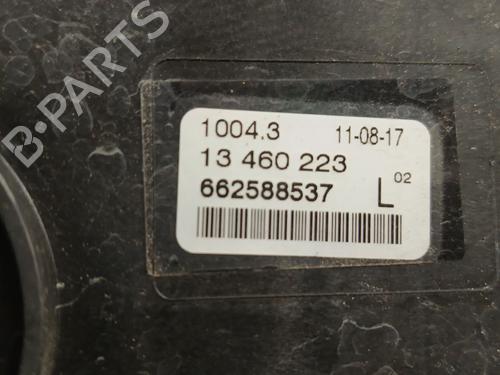 B-PARTS
1004.3 11-08-17
13 460 223
662588537 L 02